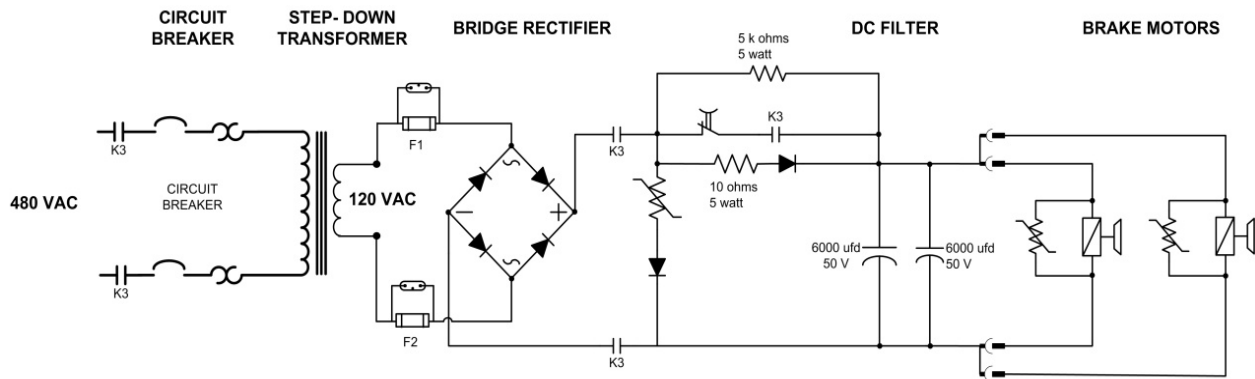 CIRCUIT
BREAKER
STEP- DOWN
TRANSFORMER
BRIDGE RECTIFIER
DC FILTER
BRAKE MOTORS
5 k ohms
5 watt
K3
F1
K3
K3
10 ohms
5 watt
480 VAC
CIRCUIT
BREAKER
120 VAC
6000 ufd
50 V
6000 ufd
50 V
K3
F2
K3